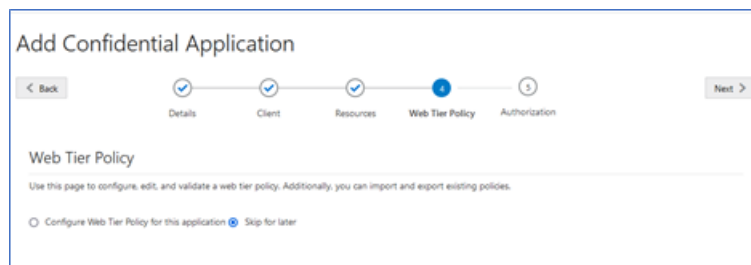 Add Confidential Application
< Back
4
5
Next >
Details
Client
Resources
Web Tier Policy
Authorization
Web Tier Policy
Use this page to configure, edit, and validate a web tier policy. Additionally, you can import and export existing policies.
Configure Web Tier Policy for this application
Skip for later